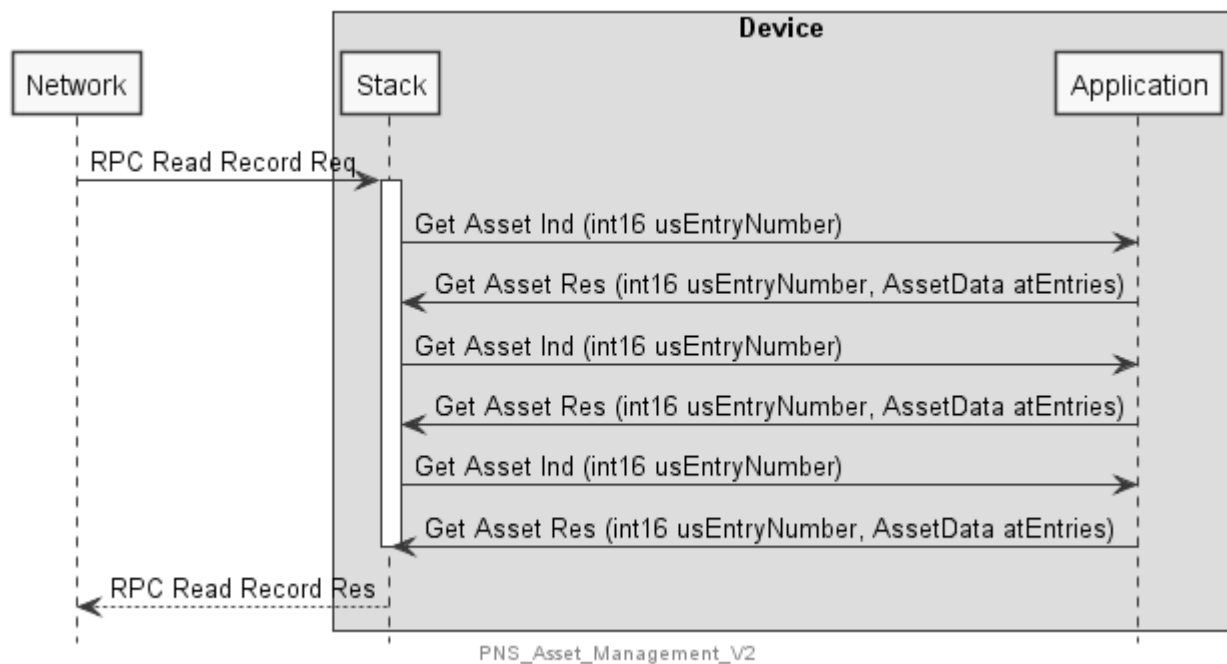 Device
Network
Stack
Application
RPC Read Record Req
Get Asset Ind (int16 usEntryNumber)
Get Asset Res (int16 usEntryNumber, AssetData atEntries)
Get Asset Ind (int16 usEntryNumber)
Get Asset Res (int16 usEntryNumber, AssetData atEntries)
Get Asset Ind (int16 usEntryNumber)
Get Asset Res (int16 usEntryNumber, AssetData atEntries)
RPC Read Record Res
PNS_Asset_Management_V2